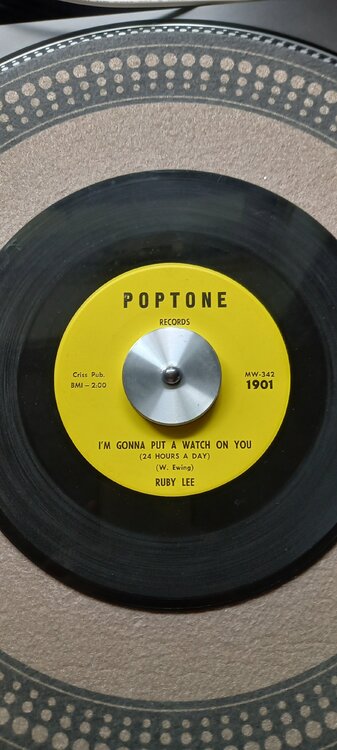 POPTONE
RECORDS
Criss Pub.
BMI – 2:00
MW-342
1901
I'M GONNA PUT A WATCH ON YOU
(24 HOURS A DAY)
(W. Ewing)
RUBY LEE